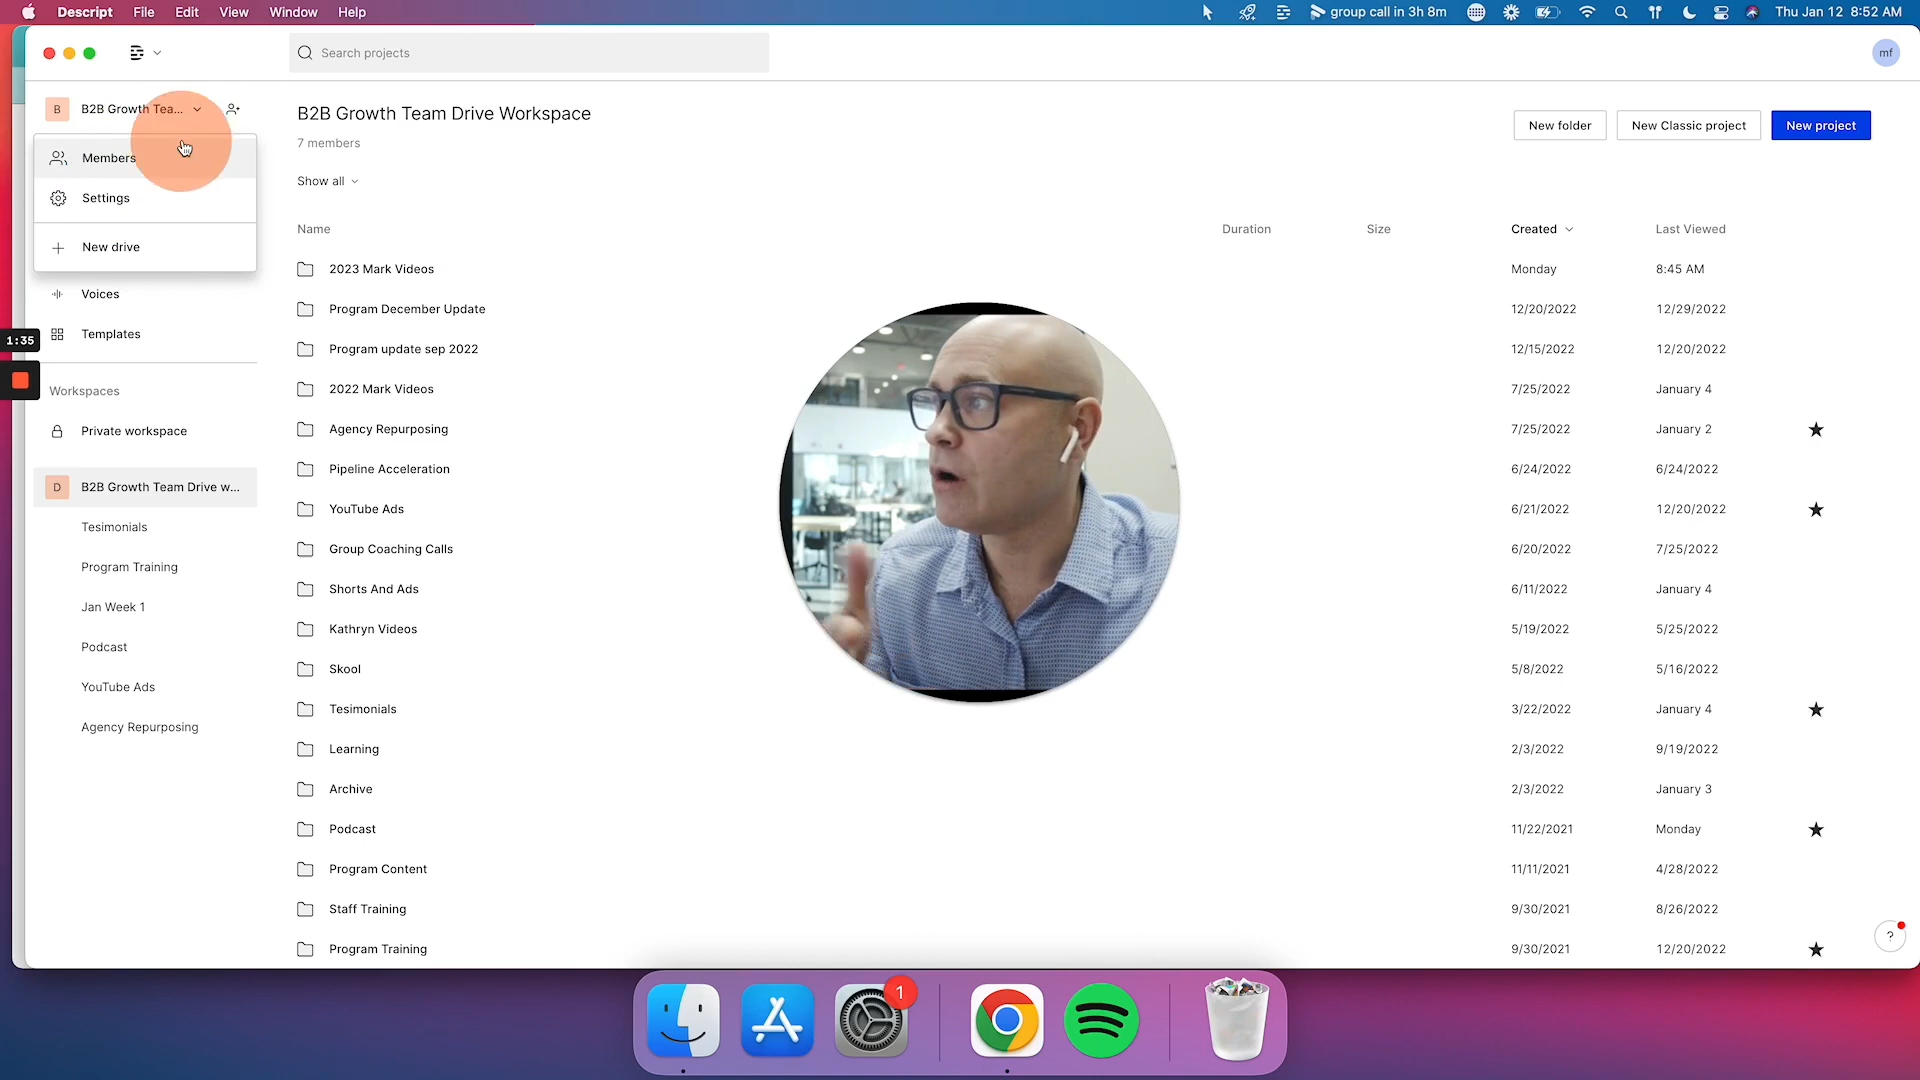 Descript File Edit View Window Help
group call in 3h 8m
Thu Jan 12 8:52 AM
Search projects
mf
B B2B Growth Tea...
Members
Settings
New drive
Voices
Templates
1:35
Workspaces
Private workspace
D B2B Growth Team Drive w...
Tesimonials
Program Training
Jan Week 1
Podcast
YouTube Ads
Agency Repurposing
B2B Growth Team Drive Workspace
7 members
New folder
New Classic project
New project
Show all
Name Duration Size Created Last Viewed
2023 Mark Videos Monday 8:45 AM
Program December Update 12/20/2022 12/29/2022
Program update sep 2022 12/15/2022 12/20/2022
2022 Mark Videos 7/25/2022 January 4
Agency Repurposing 7/25/2022 January 2
Pipeline Acceleration 6/24/2022 6/24/2022
YouTube Ads 6/21/2022 12/20/2022
Group Coaching Calls 6/20/2022 7/25/2022
Shorts And Ads 6/11/2022 January 4
Kathryn Videos 5/19/2022 5/25/2022
Skool 5/8/2022 5/16/2022
Tesimonials 3/22/2022 January 4
Learning 2/3/2022 9/19/2022
Archive 2/3/2022 January 3
Podcast 11/22/2021 Monday
Program Content 11/11/2021 4/28/2022
Staff Training 9/30/2021 8/26/2022
Program Training 9/30/2021 12/20/2022
?
1